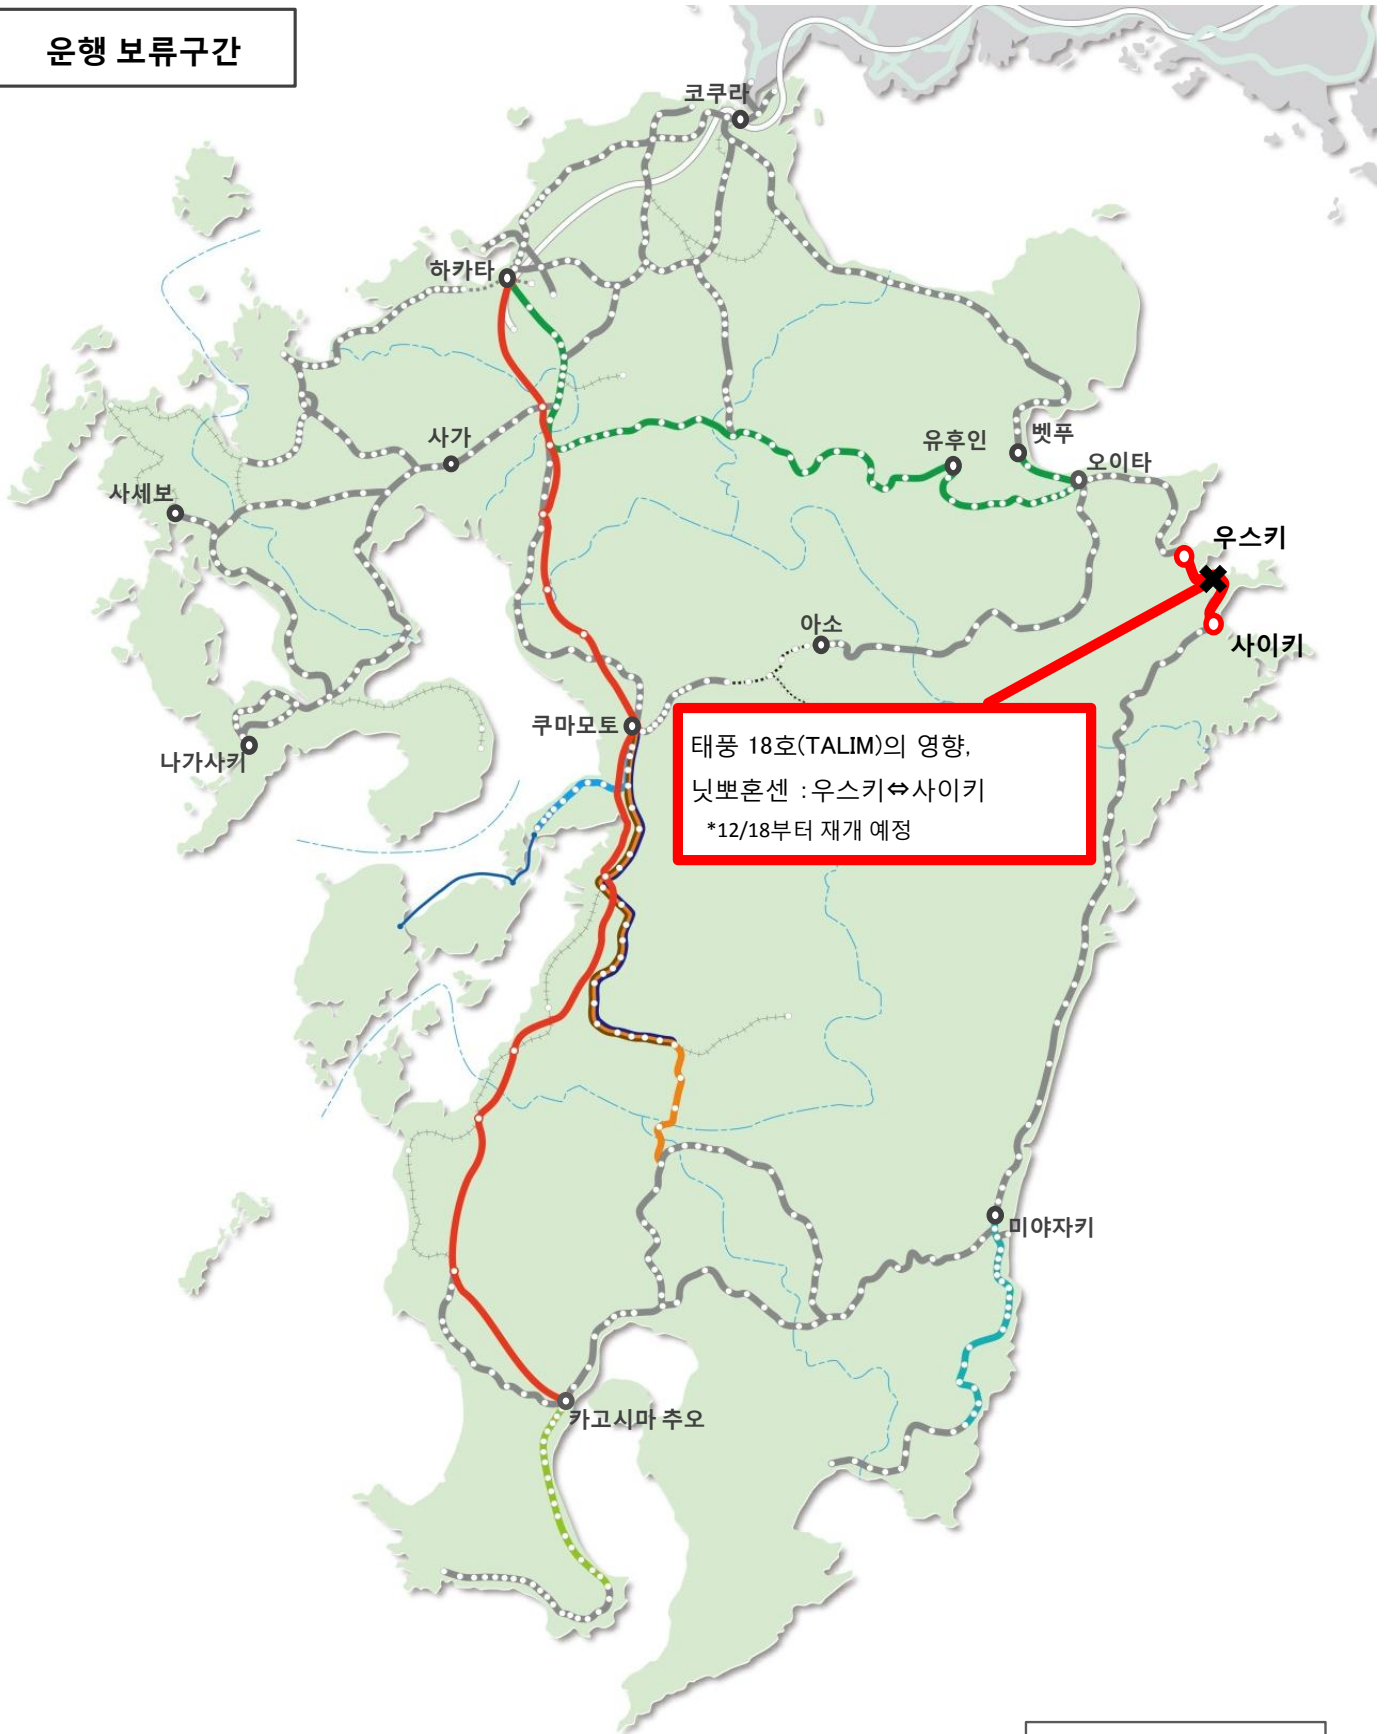 운행 보류구간
코쿠라
하카타
사가
사세보
유후인
벳푸
오이타
우스키
사이키
아소
쿠마모토
나가사키
태풍 18호(TALIM)의 영향,
닛뽀혼센 : 우스키⇔사이키
*12/18부터 재개 예정
미야자키
카고시마 추오